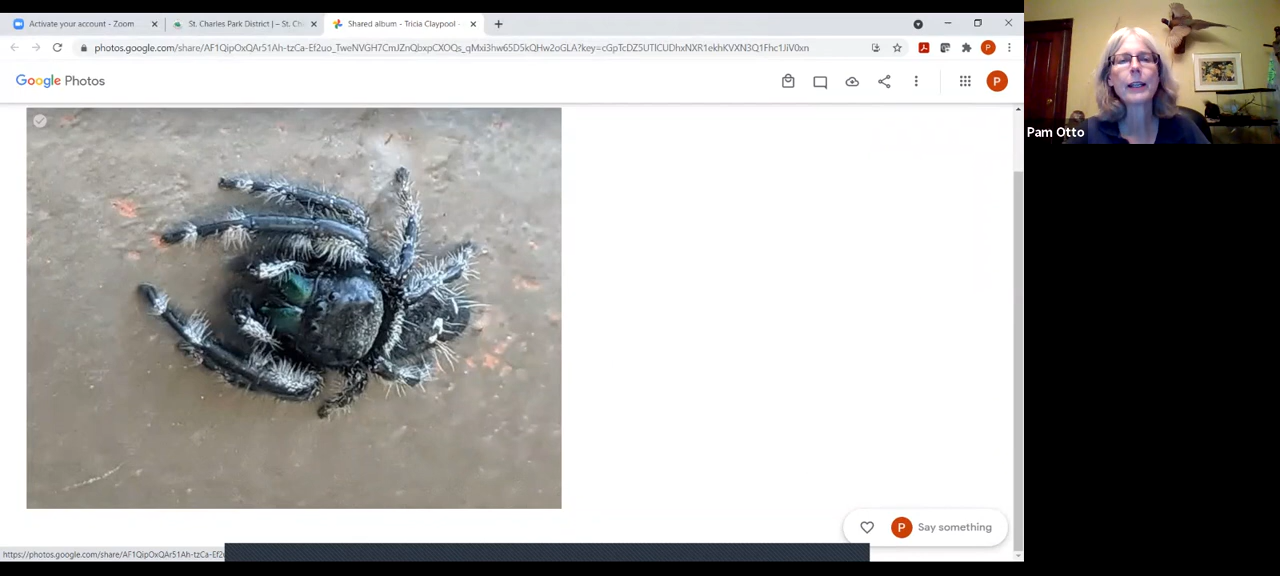 Activate your account - Zoom
St. Charles Park District | – St. Ch
Shared album - Tricia Claypool -
photos.google.com/share/AF1QipOxQAr51Ah-tzCa-Ef2uo_TweNVGH7CmJZnQbxpCXOQs_qMxi3hw65D5kQHw2oGLA?key=cGpTcDZ5UTlCUDhxNXR1ekhKVXN3Q1Fhc1JiV0xn
P
Google Photos
P
Pam Otto
P Say something
https://photos.google.com/share/AF1QipOxQAr51Ah-tzCa-Ef2u